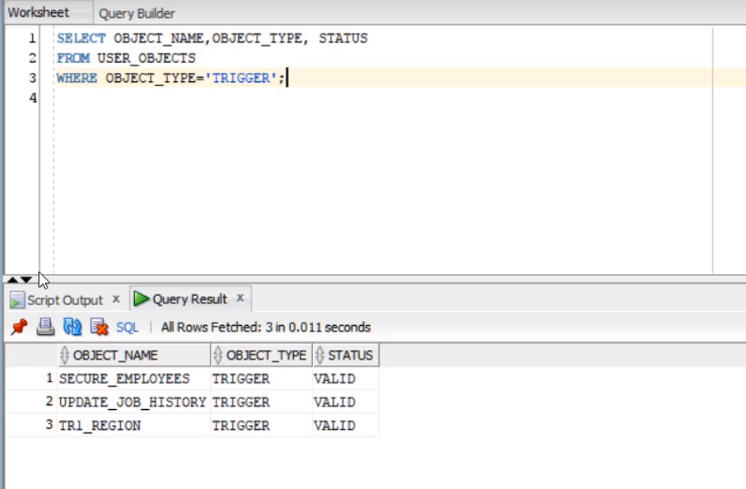 Worksheet Query Builder
1 SELECT OBJECT_NAME,OBJECT_TYPE, STATUS
2 FROM USER_OBJECTS
3 WHERE OBJECT_TYPE='TRIGGER';
4
Script Output x Query Result x
SQL | All Rows Fetched: 3 in 0.011 seconds
OBJECT_NAME OBJECT_TYPE STATUS
1 SECURE_EMPLOYEES TRIGGER VALID
2 UPDATE_JOB_HISTORY TRIGGER VALID
3 TR1_REGION TRIGGER VALID